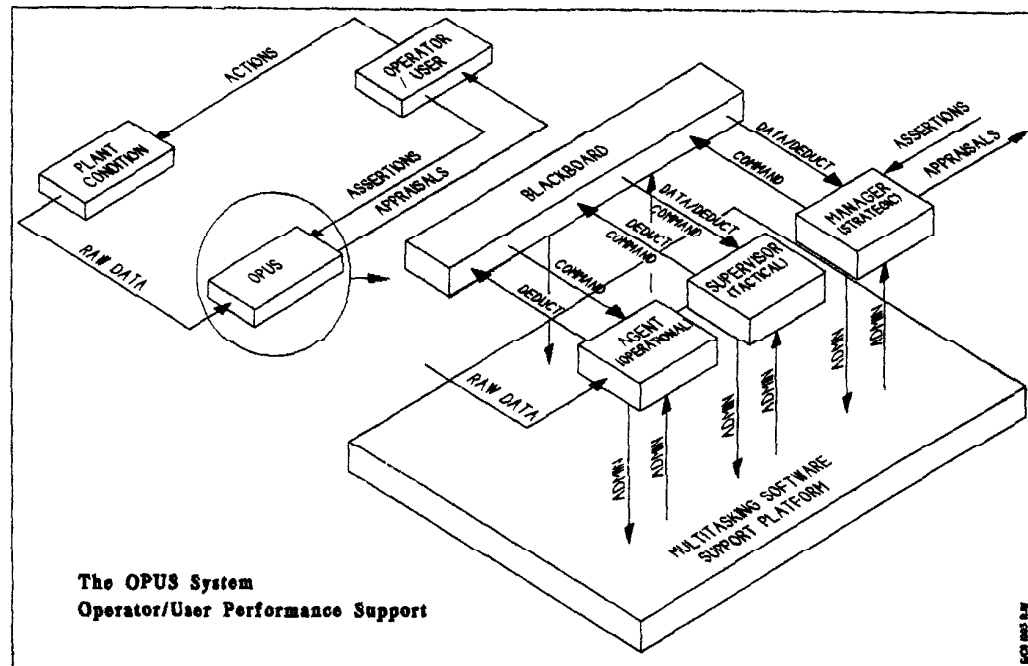 ACTIONS
OPERATOR
/ USER
PLANT
CONDITION
ASSERTIONS
APPRAISALS
RAW DATA
OPUS
BLACKBOARD
DATA/DEDUCT
COMMAND
ASSERTIONS
APPRAISALS
MANAGER
(STRATEGIC)
DATA/DEDUCT
DEDUCT
COMMAND
SUPERVISOR
(TACTICAL)
COMMAND
DEDUCT
AGENT
(OPERATIONAL)
RAW DATA
ADMIN
ADMIN
ADMIN
ADMIN
ADMIN
ADMIN
MULTITASKING SOFTWARE
SUPPORT PLATFORM
The OPUS System
Operator/User Performance Support